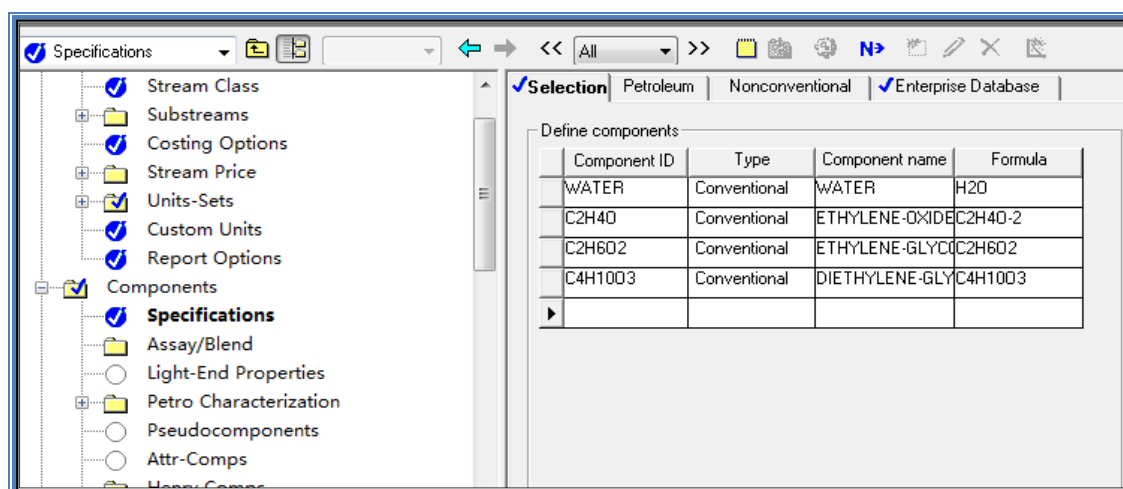 Specifications
<< All >> N>
Stream Class
Substreams
Costing Options
Stream Price
Units-Sets
Custom Units
Report Options
Components
Specifications
Assay/Blend
Light-End Properties
Petro Characterization
Pseudocomponents
Attr-Comps
Henry Comps
Selection Petroleum Nonconventional Enterprise Database
Define components
Component ID Type Component name Formula
WATER Conventional WATER H2O
C2H4O Conventional ETHYLENE-OXIDE C2H4O-2
C2H6O2 Conventional ETHYLENE-GLYCO C2H6O2
C4H10O3 Conventional DIETHYLENE-GLY C4H10O3